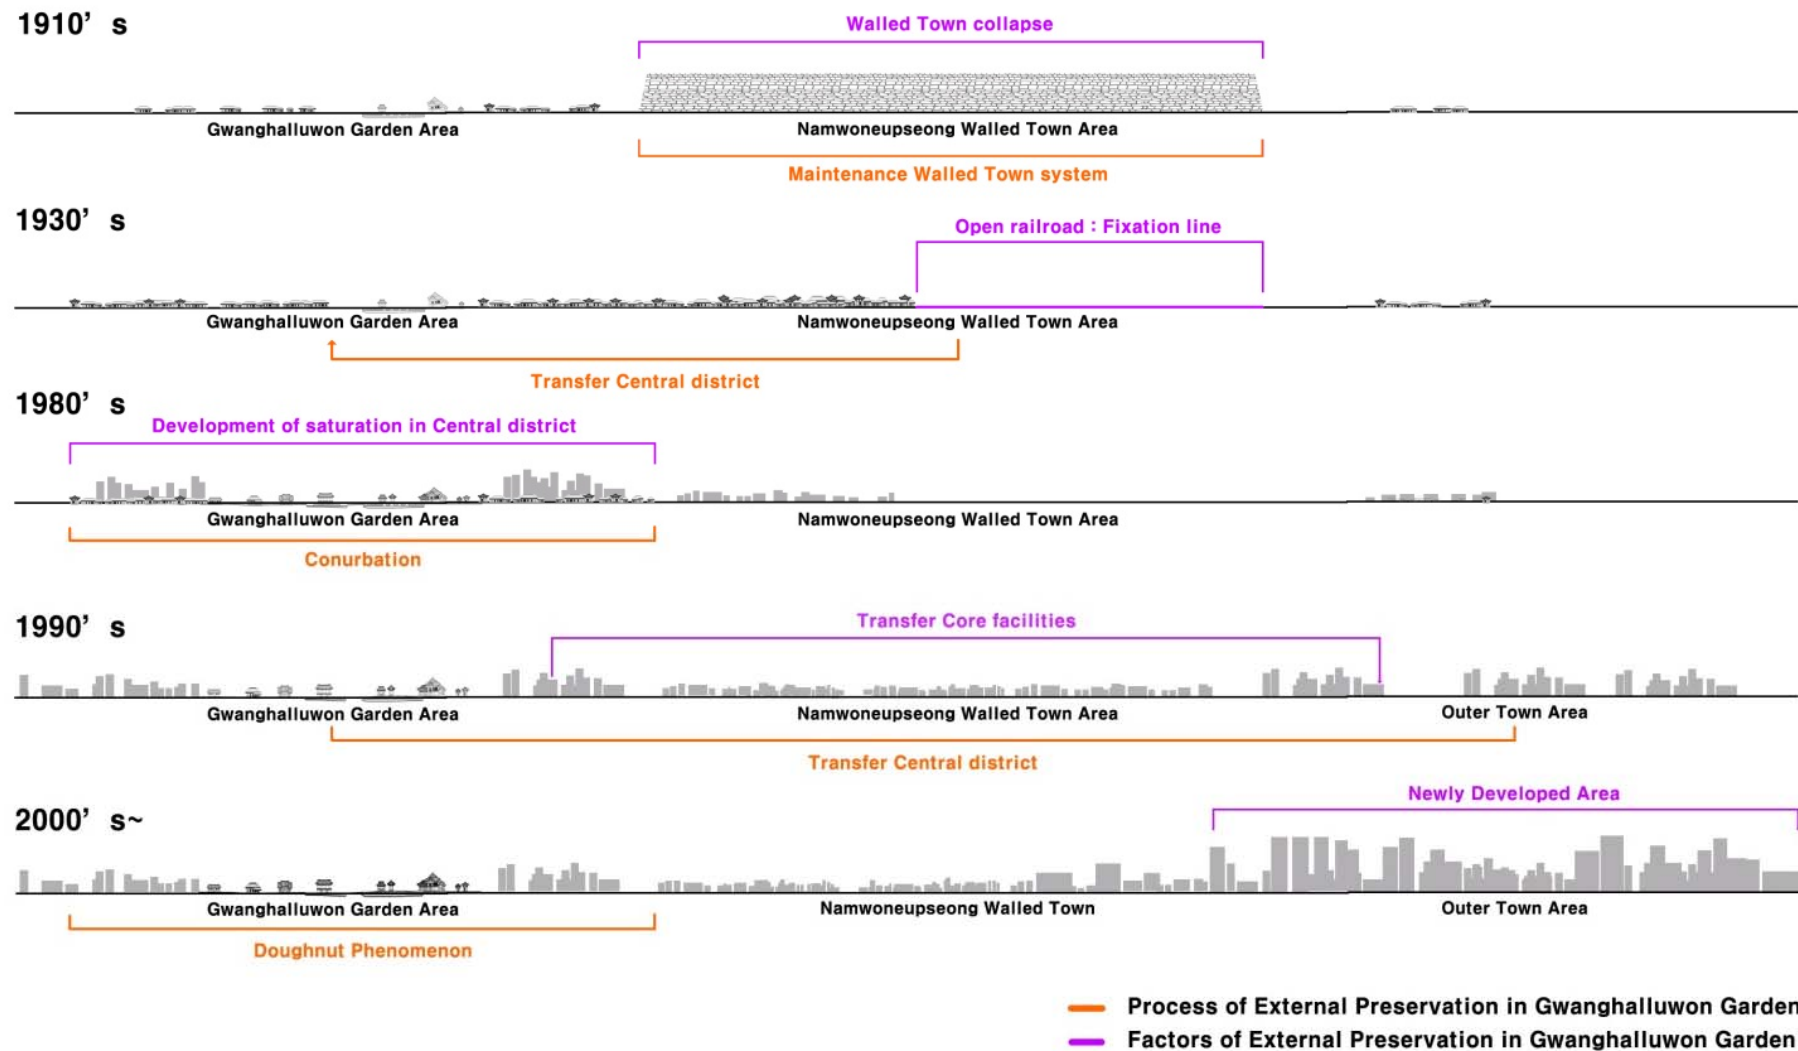 1910’ s
Walled Town collapse
Gwanghalluwon Garden Area
Namwoneupseong Walled Town Area
Maintenance Walled Town system
1930’ s
Open railroad : Fixation line
Gwanghalluwon Garden Area
Namwoneupseong Walled Town Area
Transfer Central district
1980’ s
Development of saturation in Central district
Gwanghalluwon Garden Area
Namwoneupseong Walled Town Area
Conurbation
1990’ s
Transfer Core facilities
Gwanghalluwon Garden Area
Namwoneupseong Walled Town Area
Outer Town Area
Transfer Central district
2000’ s~
Newly Developed Area
Gwanghalluwon Garden Area
Namwoneupseong Walled Town
Outer Town Area
Doughnut Phenomenon
Process of External Preservation in Gwanghalluwon Garden
Factors of External Preservation in Gwanghalluwon Garden